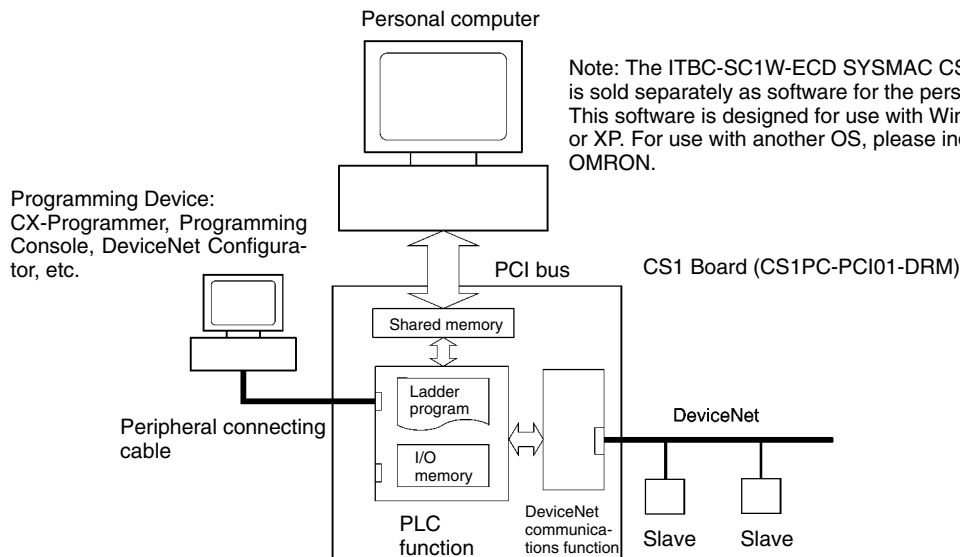 Personal computer
Note: The ITBC-SC1W-ECD SYSMAC CS
is sold separately as software for the
This software is designed for use with
or XP. For use with another OS, please
OMRON.
Programming Device:
CX-Programmer, Programming
Console, DeviceNet Configura-
tor, etc.
PCI bus
CS1 Board (CS1PC-PCI01-DRM)
Shared memory
Ladder
program
Peripheral connecting
cable
I/O
memory
DeviceNet
PLC
function
DeviceNet
communica-
tions function
Slave
Slave